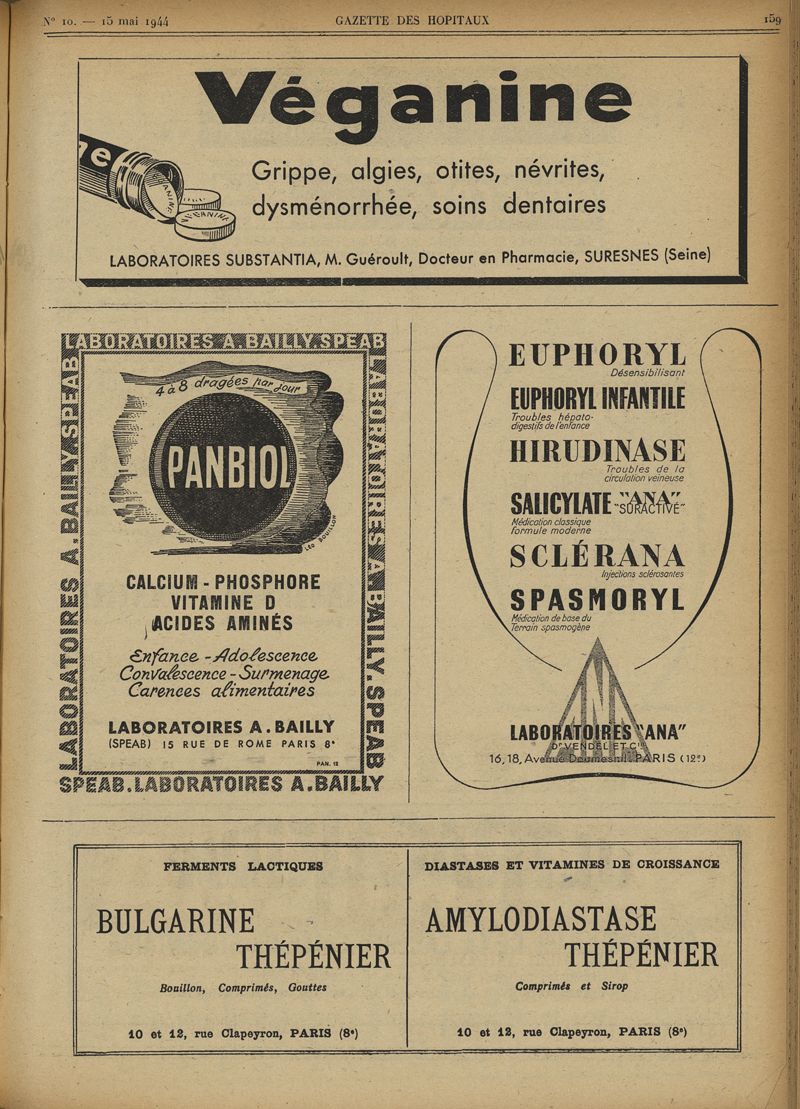 N° 10. — 15 mai 1944 GAZETTE DES HOPITAUX 159
Véganine
ne
ANINE
VEGANINE
Grippe, algies, otites, névrites,
dysménorrhée, soins dentaires
LABORATOIRES SUBSTANTIA, M. Guéroult, Docteur en Pharmacie, SURESNES (Seine)
LABORATOIRES A.BAILLY.SPEAB
LABORATOIRES A.BAILLY.SPEAB
LABORATOIRES A.BAILLY.SPEAB
4 à 8 dragées par jour
PANBIOL
LÉO BOUILLON
CALCIUM - PHOSPHORE
VITAMINE D
ACIDES AMINÉS
Enfance - Adolescence
Convalescence - Surmenage
Carences alimentaires
LABORATOIRES A. BAILLY
(SPEAB) 15 RUE DE ROME PARIS 8e
PAN. 12
SPEAB.LABORATOIRES A.BAILLY
EUPHORYL
Désensibilisant
EUPHORYL INFANTILE
Troubles hépato-
digestifs de l'enfance
HIRUDINASE
Troubles de la
circulation veineuse
SALICYLATE "ANA"
"SURACTIVÉ"
Médication classique
formule moderne
SCLÉRANA
Injections sclérosantes
SPASMORYL
Médication de base du
Terrain spasmogène
LABORATOIRES "ANA"
Dr VENDEL ET Cie
16,18, Avenue Daumesnil. PARIS (12e)
FERMENTS LACTIQUES
BULGARINE
THÉPÉNIER
Bouillon, Comprimés, Gouttes
10 et 12, rue Clapeyron, PARIS (8e)
DIASTASES ET VITAMINES DE CROISSANCE
AMYLODIASTASE
THÉPÉNIER
Comprimés et Sirop
10 et 12, rue Clapeyron, PARIS (8e)